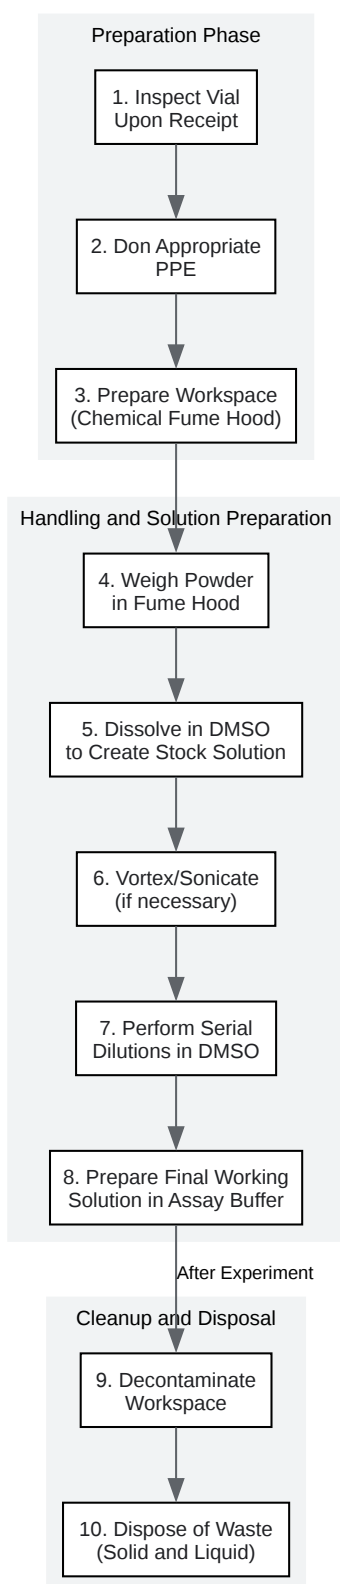 Preparation Phase
1. Inspect Vial
Upon Receipt
2. Don Appropriate
PPE
3. Prepare Workspace
(Chemical Fume Hood)
Handling and Solution Preparation
4. Weigh Powder
in Fume Hood
5. Dissolve in DMSO
to Create Stock Solution
6. Vortex/Sonicate
(if necessary)
7. Perform Serial
Dilutions in DMSO
8. Prepare Final Working
Solution in Assay Buffer
After Experiment
Cleanup and Disposal
9. Decontaminate
Workspace
10. Dispose of Waste
(Solid and Liquid)